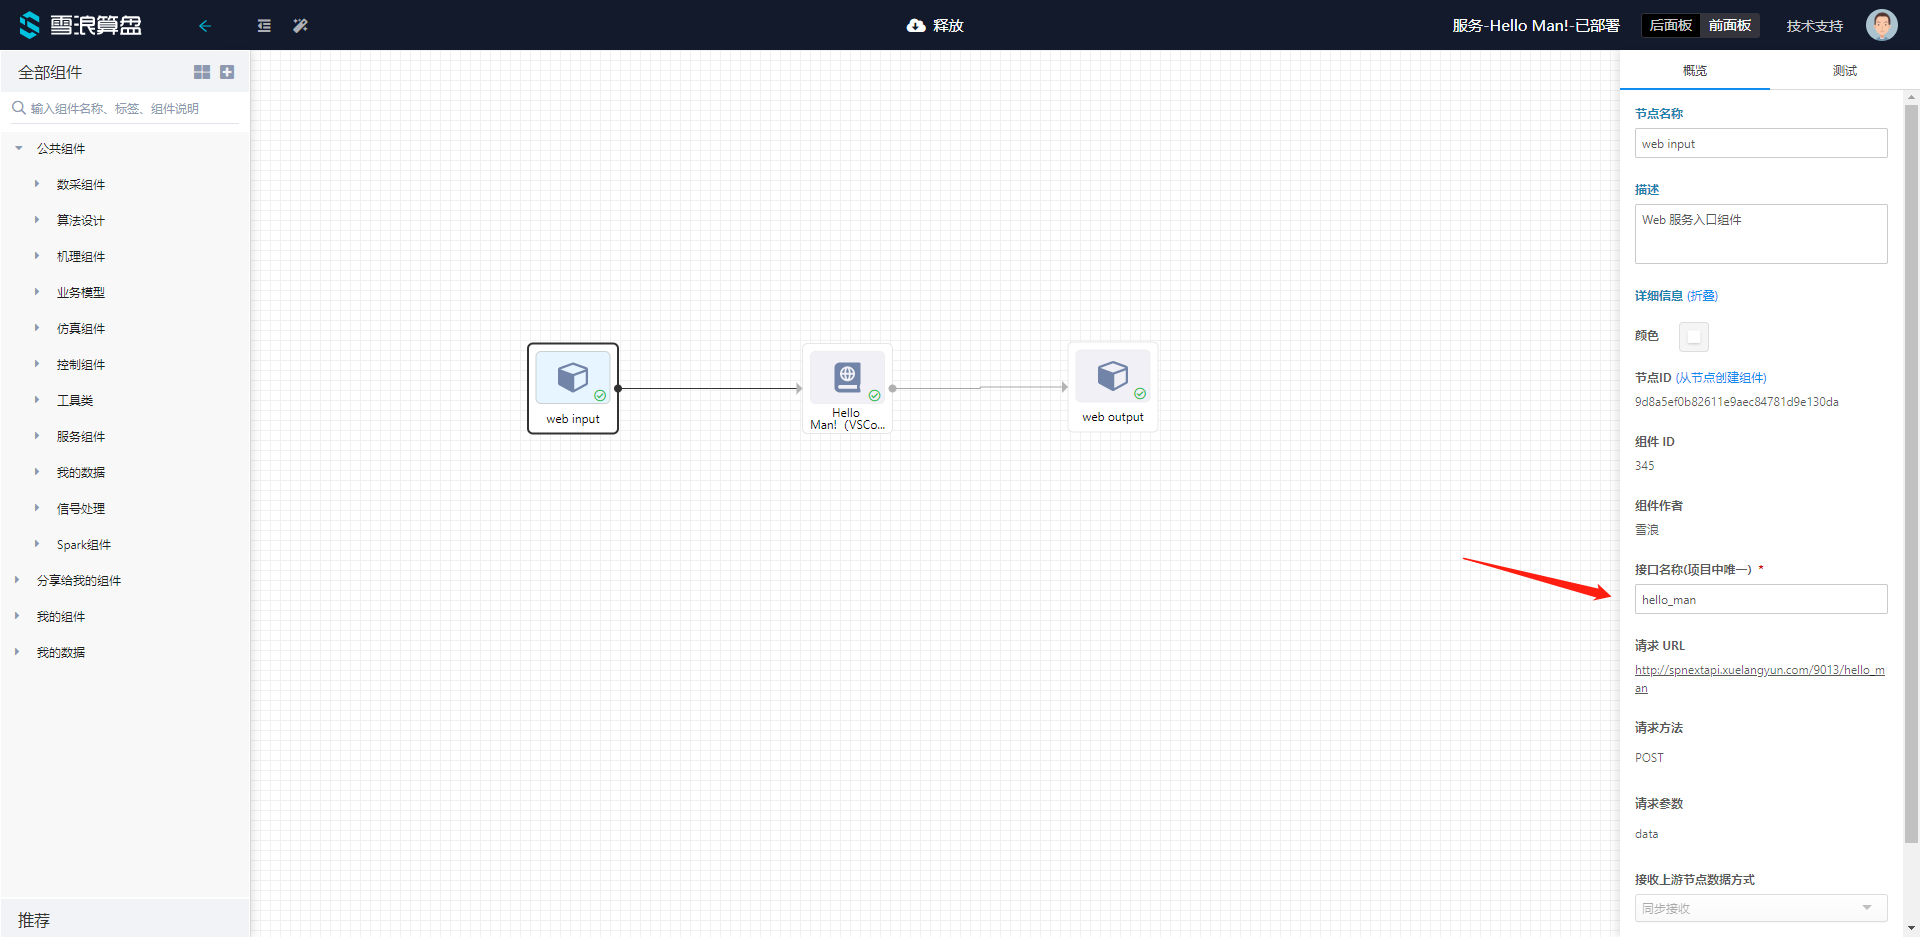 雪浪算盘
释放
服务-Hello Man!-已部署
后面板
前面板
技术支持
全部组件
输入组件名称、标签、组件说明
公共组件
数采组件
算法设计
机理组件
业务模型
仿真组件
控制组件
工具类
服务组件
我的数据
信号处理
Spark组件
分享给我的组件
我的组件
我的数据
推荐
web input
Hello
Man!（VSCo...
web output
概览
测试
节点名称
web input
描述
Web 服务入口组件
详细信息 (折叠)
颜色
节点ID (从节点创建组件)
9d8a5ef0b82611e9aec84781d9e130da
组件 ID
345
组件作者
雪浪
接口名称(项目中唯一) *
hello_man
请求 URL
http://spnextapi.xuelangyun.com/9013/hello_m
an
请求方法
POST
请求参数
data
接收上游节点数据方式
同步接收